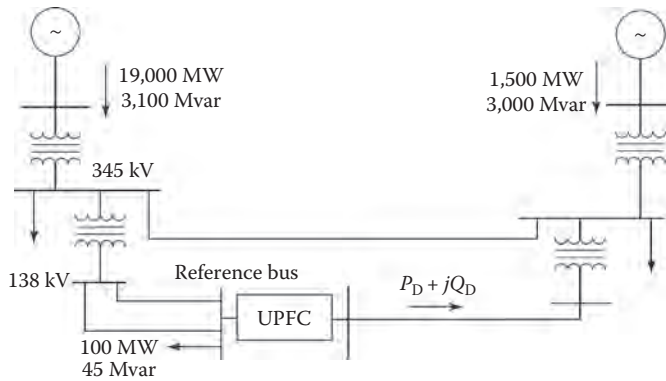 ~
~
19,000 MW
3,100 Mvar
1,500 MW
3,000 Mvar
345 kV
138 kV
Reference bus
UPFC
P_D + jQ_D
100 MW
45 Mvar